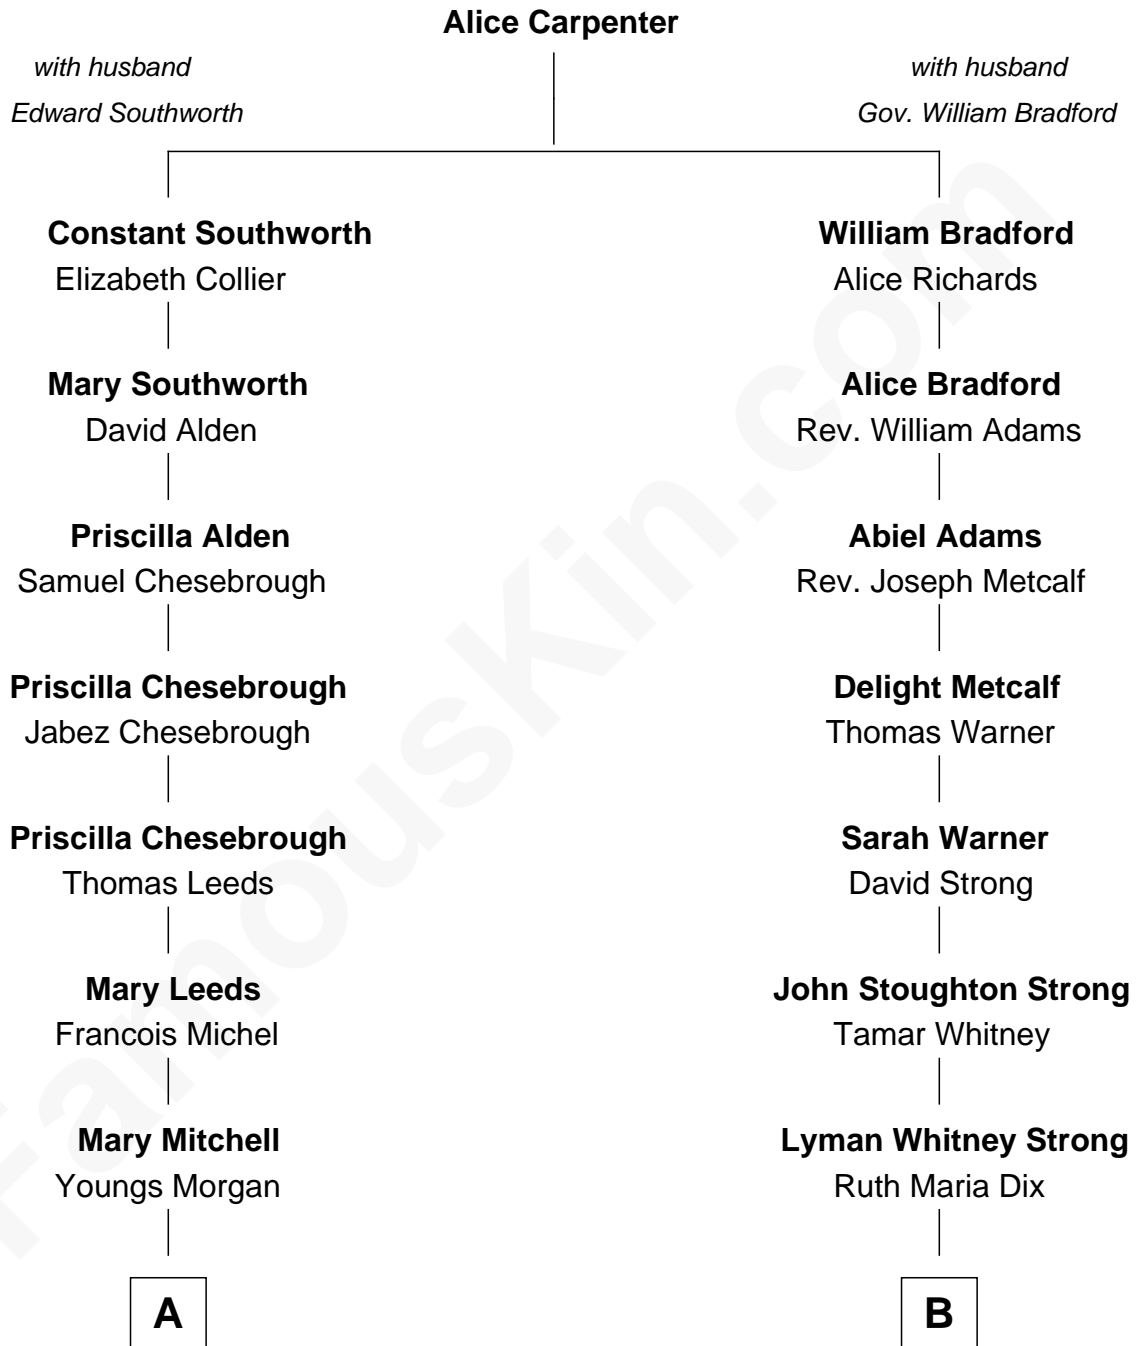 Alice Carpenter
with husband
Edward Southworth
with husband
Gov. William Bradford
Constant Southworth
Elizabeth Collier
Mary Southworth
David Alden
Priscilla Alden
Samuel Chesebrough
Priscilla Chesebrough
Jabez Chesebrough
Priscilla Chesebrough
Thomas Leeds
Mary Leeds
Francois Michel
Mary Mitchell
Youngs Morgan
A
William Bradford
Alice Richards
Alice Bradford
Rev. William Adams
Abiel Adams
Rev. Joseph Metcalf
Delight Metcalf
Thomas Warner
Sarah Warner
David Strong
John Stoughton Strong
Tamar Whitney
Lyman Whitney Strong
Ruth Maria Dix
B
FamousKin.com